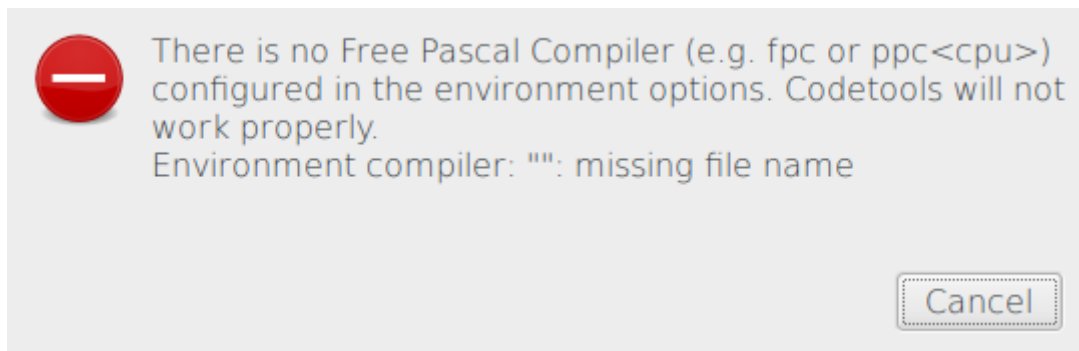 There is no Free Pascal Compiler (e.g. fpc or ppc<cpu>)
configured in the environment options. Codetools will not
work properly.
Environment compiler: "": missing file name
Cancel